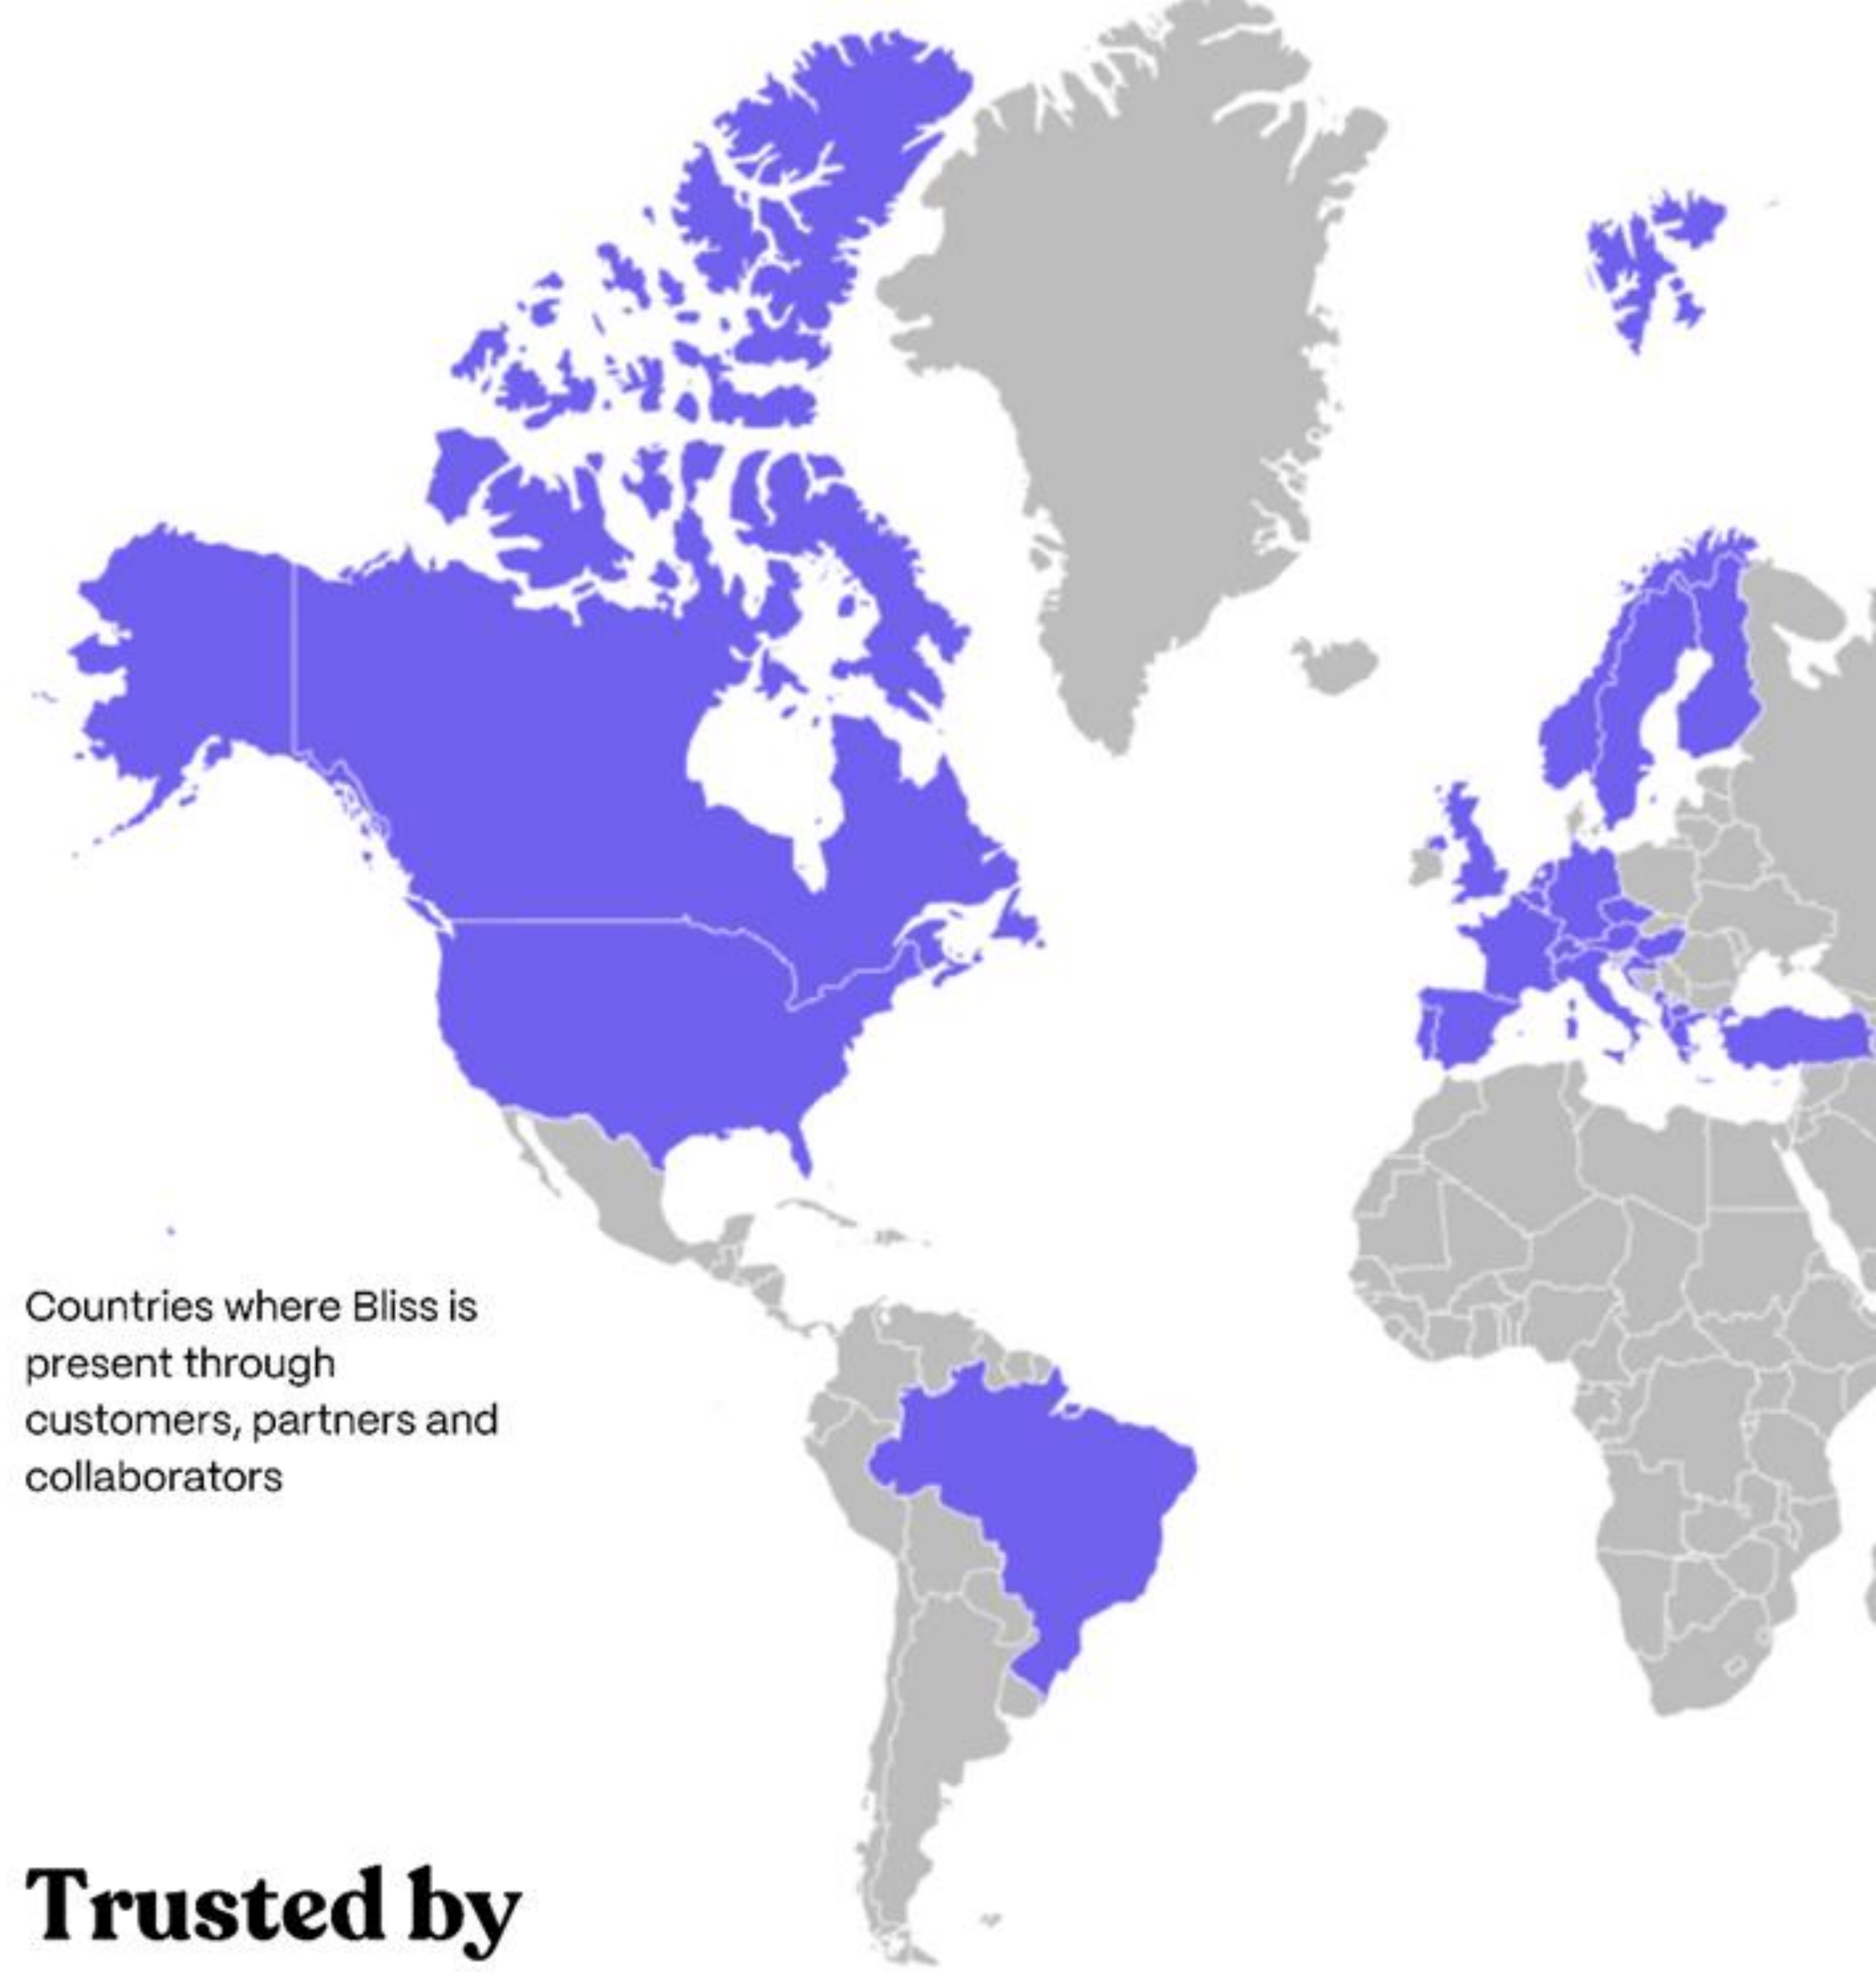 Countries where Bliss is
present through
customers, partners and
collaborators
Trusted by